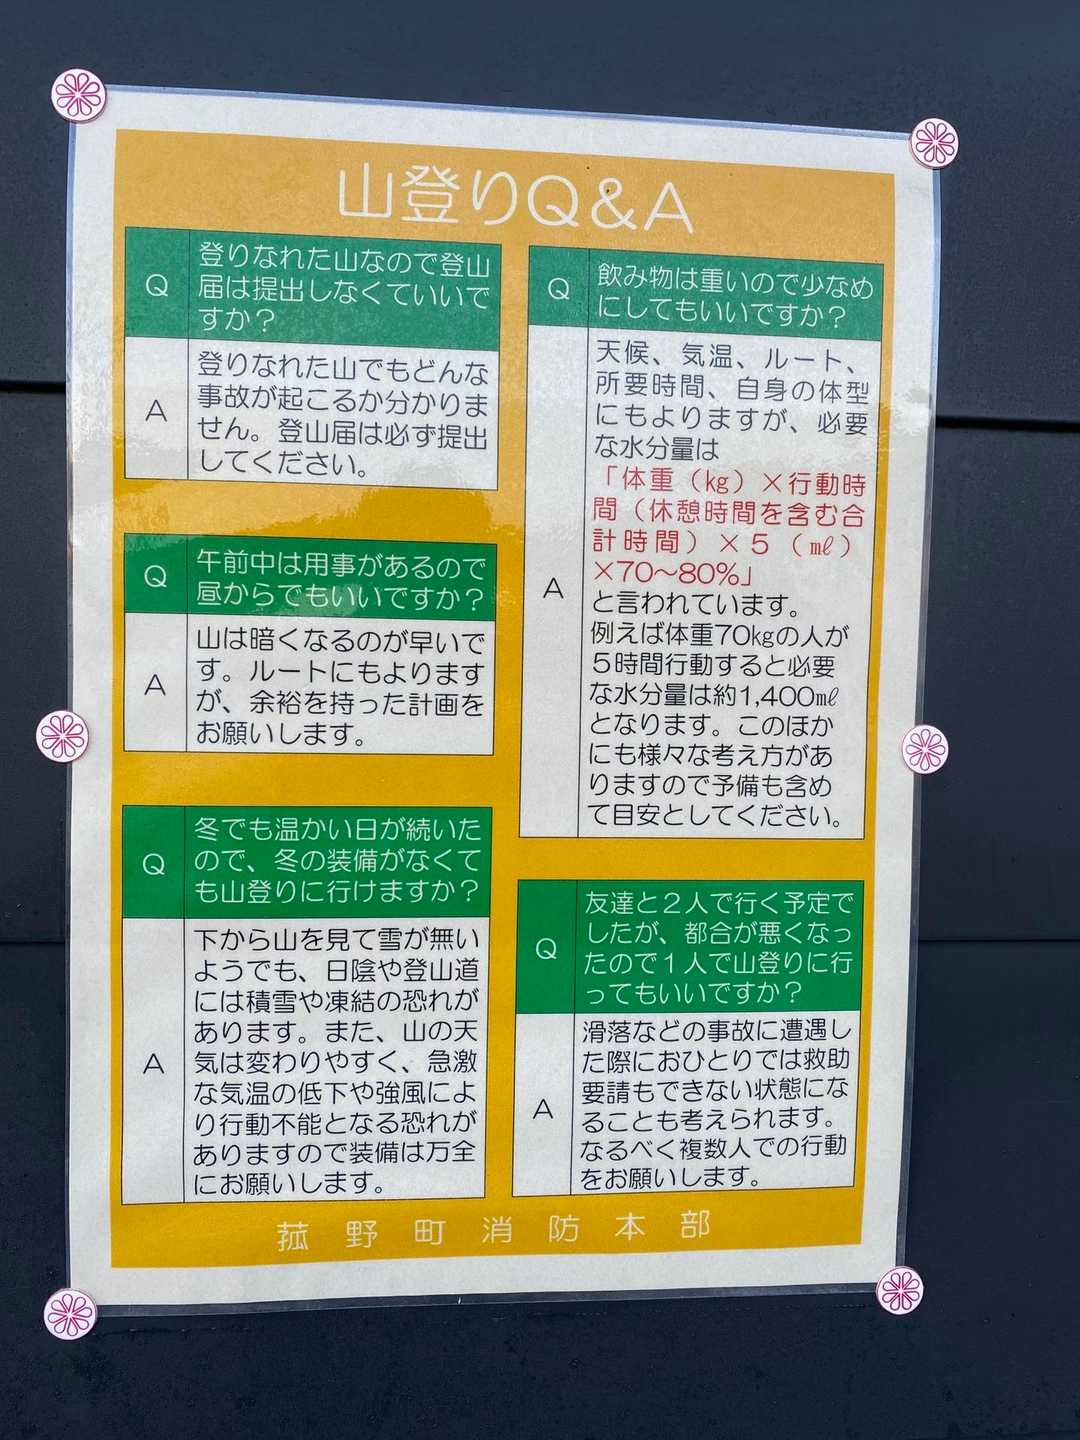 山登りQ&A
Q
登りなれた山なので登山
届は提出しなくていいで
すか？
A
登りなれた山でもどんな
事故が起こるか分かりま
せん。登山届は必ず提出
してください。
Q
午前中は用事があるので
昼からでもいいですか？
A
山は暗くなるのが早いで
す。ルートにもよります
が、余裕を持った計画を
お願いします。
Q
冬でも温かい日が続いた
ので、冬の装備がなくて
も山登りに行けますか？
A
下から山を見て雪が無い
ようでも、日陰や登山道
には積雪や凍結の恐れが
あります。また、山の天
気は変わりやすく、急激
な気温の低下や強風によ
り行動不能となる恐れが
ありますので装備は万全
にお願いします。
Q
飲み物は重いので少なめ
にしてもいいですか？
A
天候、気温、ルート、
所要時間、自身の体型
にもよりますが、必要
な水分量は
「体重（㎏）×行動時
間（休憩時間を含む合
計時間）×５（㎖）
×70～80%」
と言われています。
例えば体重70㎏の人が
５時間行動すると必要
な水分量は約1,400㎖
となります。このほか
にも様々な考え方があ
りますので予備も含め
て目安としてください。
Q
友達と２人で行く予定で
したが、都合が悪くなっ
たので１人で山登りに行
ってもいいですか？
A
滑落などの事故に遭遇し
た際におひとりでは救助
要請もできない状態にな
ることも考えられます。
なるべく複数人での行動
をお願いします。
菰野町消防本部